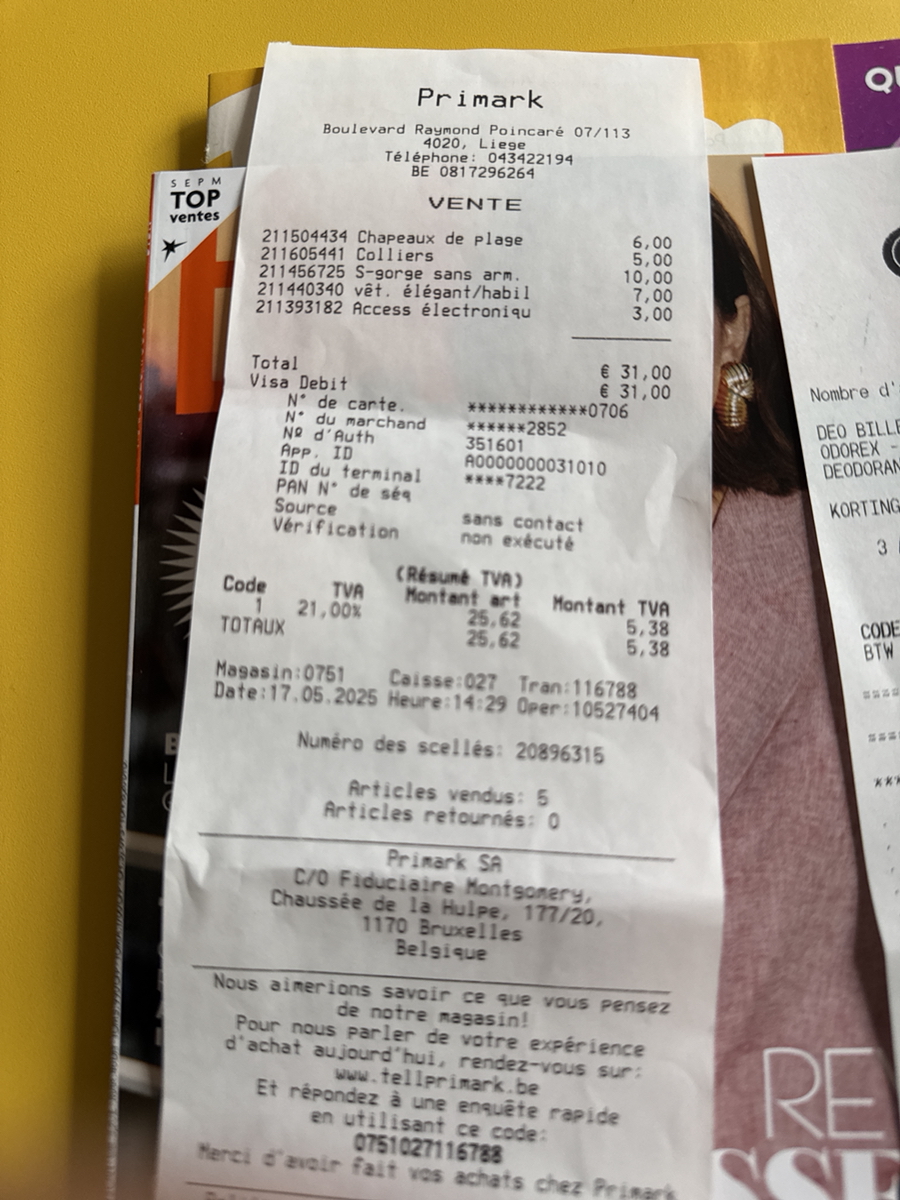 Primark
Boulevard Raymond Poincaré 07/113
4020, Liege
Téléphone: 043422194
BE 0817296264
VENTE
211504434 Chapeaux de plage 6,00
211605441 Colliers 5,00
211456725 S-gorge sans arm. 10,00
211440340 vêt. élégant/habil 7,00
211393182 Access électroniqu 3,00
Total € 31,00
Visa Debit € 31,00
N° de carte. ************0706
N° du marchand ******2852
Nº d'Auth 351601
App. ID A0000000031010
ID du terminal ****7222
PAN N° de séq
Source sans contact
Vérification non exécuté
(Résumé TVA)
Code TVA Montant art Montant TVA
1 21,00% 25,62 5,38
TOTAUX 25,62 5,38
Magasin:0751 Caisse:027 Tran:116788
Date:17.05.2025 Heure:14:29 Oper:10527404
Numéro des scellés: 20896315
Articles vendus: 5
Articles retournés: 0
Primark SA
C/O Fiduciaire Montgomery,
Chaussée de la Hulpe, 177/20,
1170 Bruxelles
Belgique
Nous aimerions savoir ce que vous pensez
de notre magasin!
Pour nous parler de votre expérience
d'achat aujourd'hui, rendez-vous sur:
www.tellprimark.be
Et répondez à une enquête rapide
en utilisant ce code:
0751027116788
Merci d'avoir fait vos achats chez Primark
SEPM
TOP
ventes
QU
Nombre d'
DEO BILLE
ODOREX -
DEODORAN
KORTING
3
CODE
BTW
====
====
***
RE
SSE